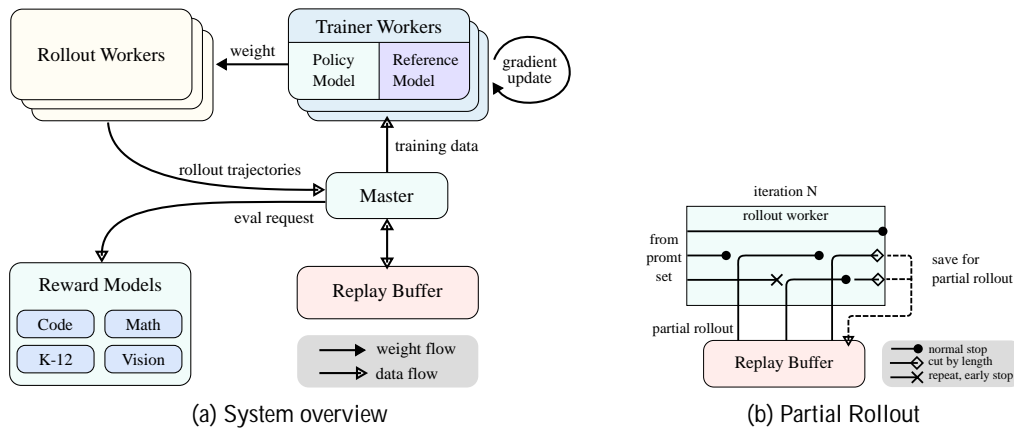 Rollout Workers
weight
Trainer Workers
Policy
Model
Reference
Model
gradient
update
rollout trajectories
training data
Master
eval request
Reward Models
Code
Math
K-12
Vision
Replay Buffer
weight flow
data flow
(a) System overview
iteration N
rollout worker
from
promt
set
save for
partial rollout
partial rollout
Replay Buffer
normal stop
cut by length
repeat, early stop
(b) Partial Rollout